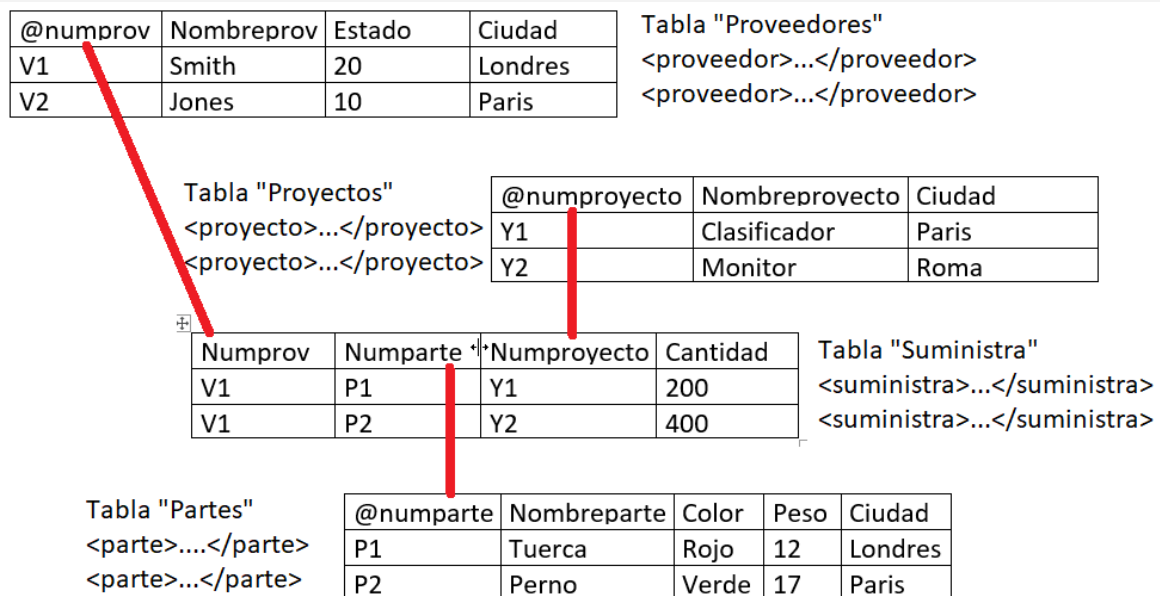 @numprov Nombreprov Estado Ciudad
V1 Smith 20 Londres
V2 Jones 10 Paris
Tabla "Proveedores"
<proveedor>...</proveedor>
<proveedor>...</proveedor>
Tabla "Proyectos"
<proyecto>...</proyecto>
<proyecto>...</proyecto>
@numproyecto Nombreproyecto Ciudad
Y1 Clasificador Paris
Y2 Monitor Roma
Numprov Numparte Numproyecto Cantidad
V1 P1 Y1 200
V1 P2 Y2 400
Tabla "Suministra"
<suministra>...</suministra>
<suministra>...</suministra>
Tabla "Partes"
<parte>....</parte>
<parte>...</parte>
@numparte Nombreparte Color Peso Ciudad
P1 Tuerca Rojo 12 Londres
P2 Perno Verde 17 Paris